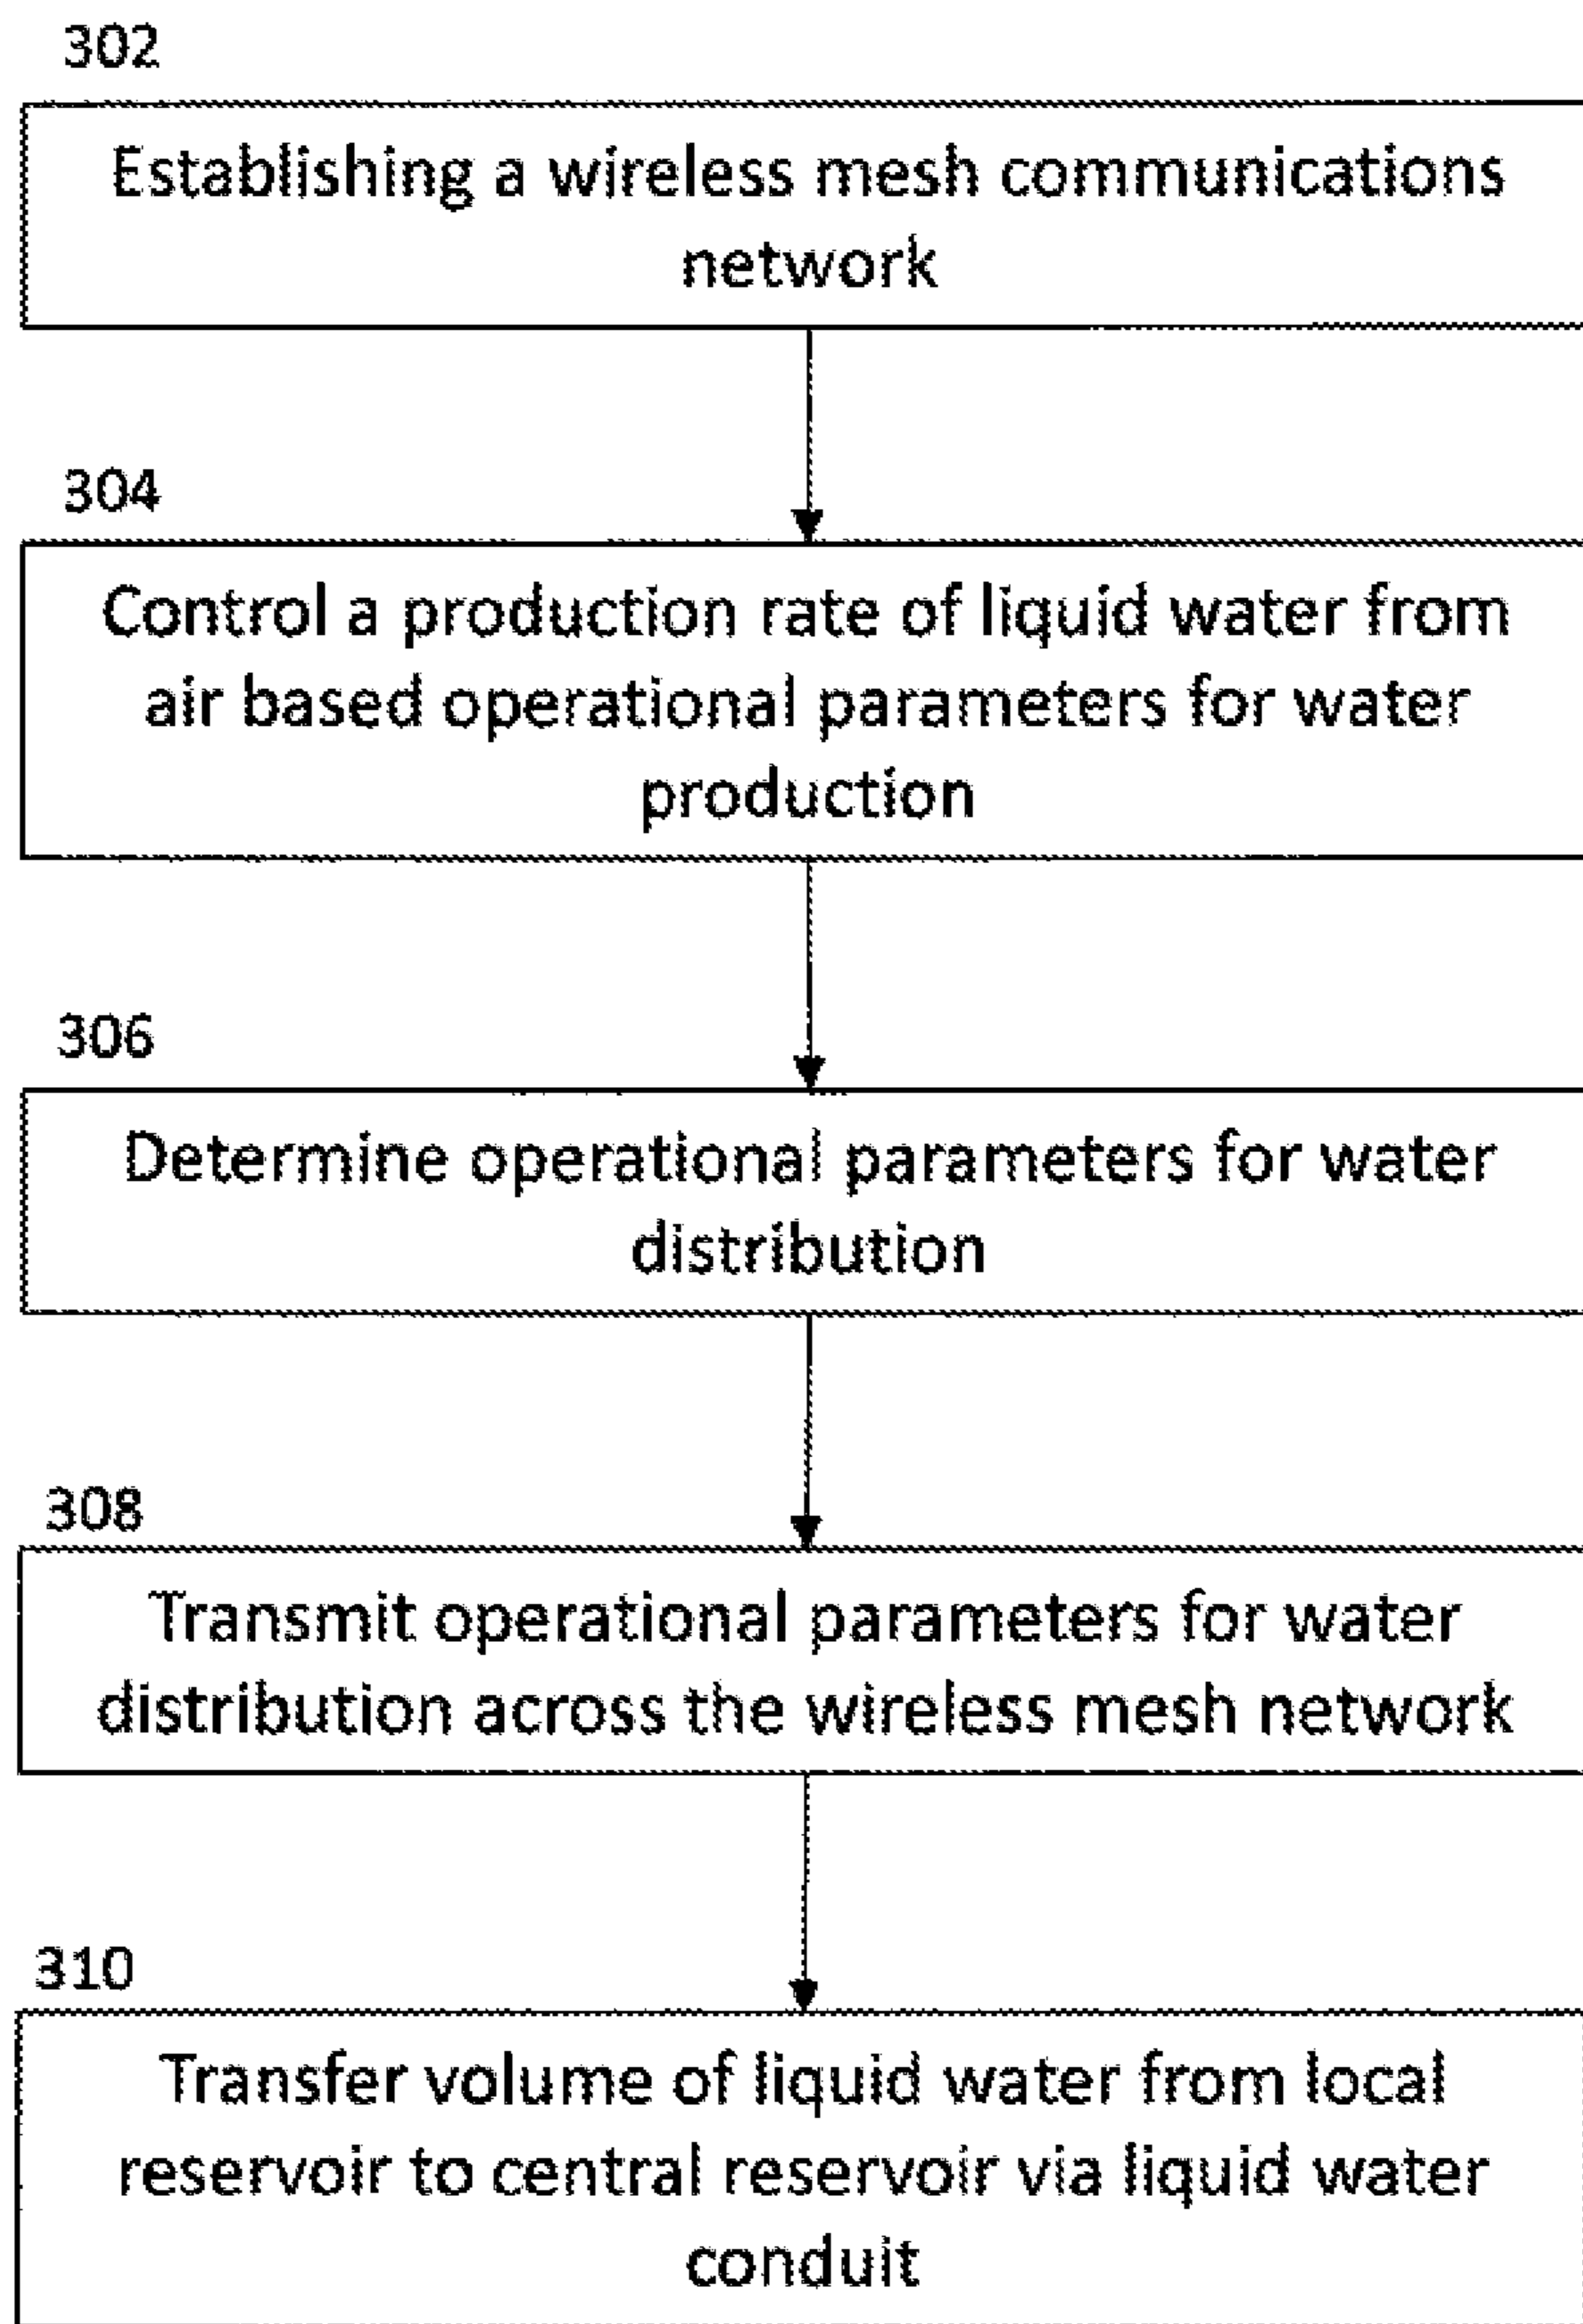 302
Establishing a wireless mesh communications
network
304
Control a production rate of liquid water from
air based operational parameters for water
production
306
Determine operational parameters for water
distribution
308
Transmit operational parameters for water
distribution across the wireless mesh network
310
Transfer volume of liquid water from local
reservoir to central reservoir via liquid water
conduit